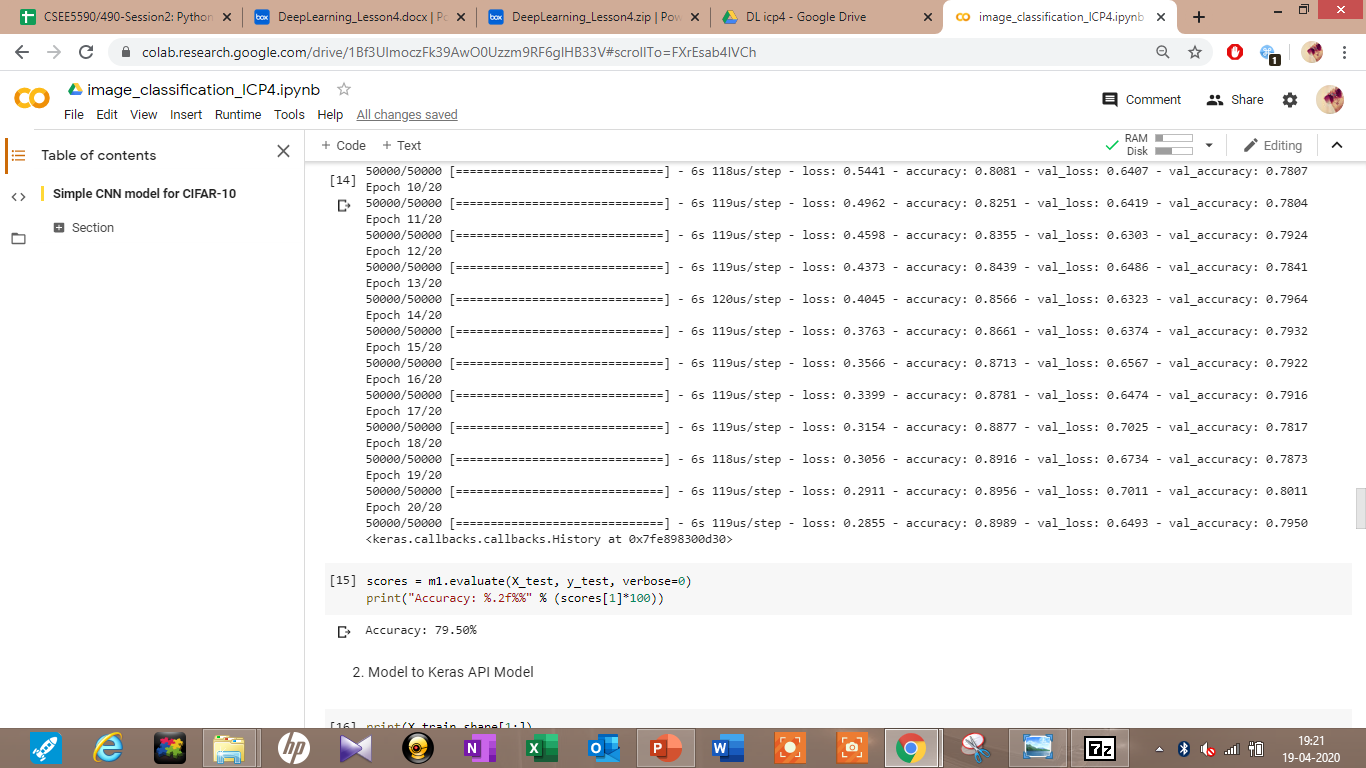 CSEE5590/490-Session2: Python
DeepLearning_Lesson4.docx | Po
DeepLearning_Lesson4.zip | Pow
DL icp4 - Google Drive
image_classification_ICP4.ipynb
colab.research.google.com/drive/1Bf3UlmoczFk39AwO0Uzzm9RF6glHB33V#scrollTo=FXrEsab4IVCh
1
image_classification_ICP4.ipynb
File Edit View Insert Runtime Tools Help All changes saved
Comment Share
Table of contents
+ Code + Text
RAM
Disk
Editing
Simple CNN model for CIFAR-10
Section
[14]
50000/50000 [==============================] - 6s 118us/step - loss: 0.5441 - accuracy: 0.8081 - val_loss: 0.6407 - val_accuracy: 0.7807
Epoch 10/20
50000/50000 [==============================] - 6s 119us/step - loss: 0.4962 - accuracy: 0.8251 - val_loss: 0.6419 - val_accuracy: 0.7804
Epoch 11/20
50000/50000 [==============================] - 6s 119us/step - loss: 0.4598 - accuracy: 0.8355 - val_loss: 0.6303 - val_accuracy: 0.7924
Epoch 12/20
50000/50000 [==============================] - 6s 119us/step - loss: 0.4373 - accuracy: 0.8439 - val_loss: 0.6486 - val_accuracy: 0.7841
Epoch 13/20
50000/50000 [==============================] - 6s 120us/step - loss: 0.4045 - accuracy: 0.8566 - val_loss: 0.6323 - val_accuracy: 0.7964
Epoch 14/20
50000/50000 [==============================] - 6s 119us/step - loss: 0.3763 - accuracy: 0.8661 - val_loss: 0.6374 - val_accuracy: 0.7932
Epoch 15/20
50000/50000 [==============================] - 6s 119us/step - loss: 0.3566 - accuracy: 0.8713 - val_loss: 0.6567 - val_accuracy: 0.7922
Epoch 16/20
50000/50000 [==============================] - 6s 119us/step - loss: 0.3399 - accuracy: 0.8781 - val_loss: 0.6474 - val_accuracy: 0.7916
Epoch 17/20
50000/50000 [==============================] - 6s 119us/step - loss: 0.3154 - accuracy: 0.8877 - val_loss: 0.7025 - val_accuracy: 0.7817
Epoch 18/20
50000/50000 [==============================] - 6s 118us/step - loss: 0.3056 - accuracy: 0.8916 - val_loss: 0.6734 - val_accuracy: 0.7873
Epoch 19/20
50000/50000 [==============================] - 6s 119us/step - loss: 0.2911 - accuracy: 0.8956 - val_loss: 0.7011 - val_accuracy: 0.8011
Epoch 20/20
50000/50000 [==============================] - 6s 119us/step - loss: 0.2855 - accuracy: 0.8989 - val_loss: 0.6493 - val_accuracy: 0.7950
<keras.callbacks.callbacks.History at 0x7fe898300d30>
[15] scores = m1.evaluate(X_test, y_test, verbose=0)
print("Accuracy: %.2f%%" % (scores[1]*100))
Accuracy: 79.50%
2. Model to Keras API Model
[16] print(X_train.shape[1:])
19:21
19-04-2020